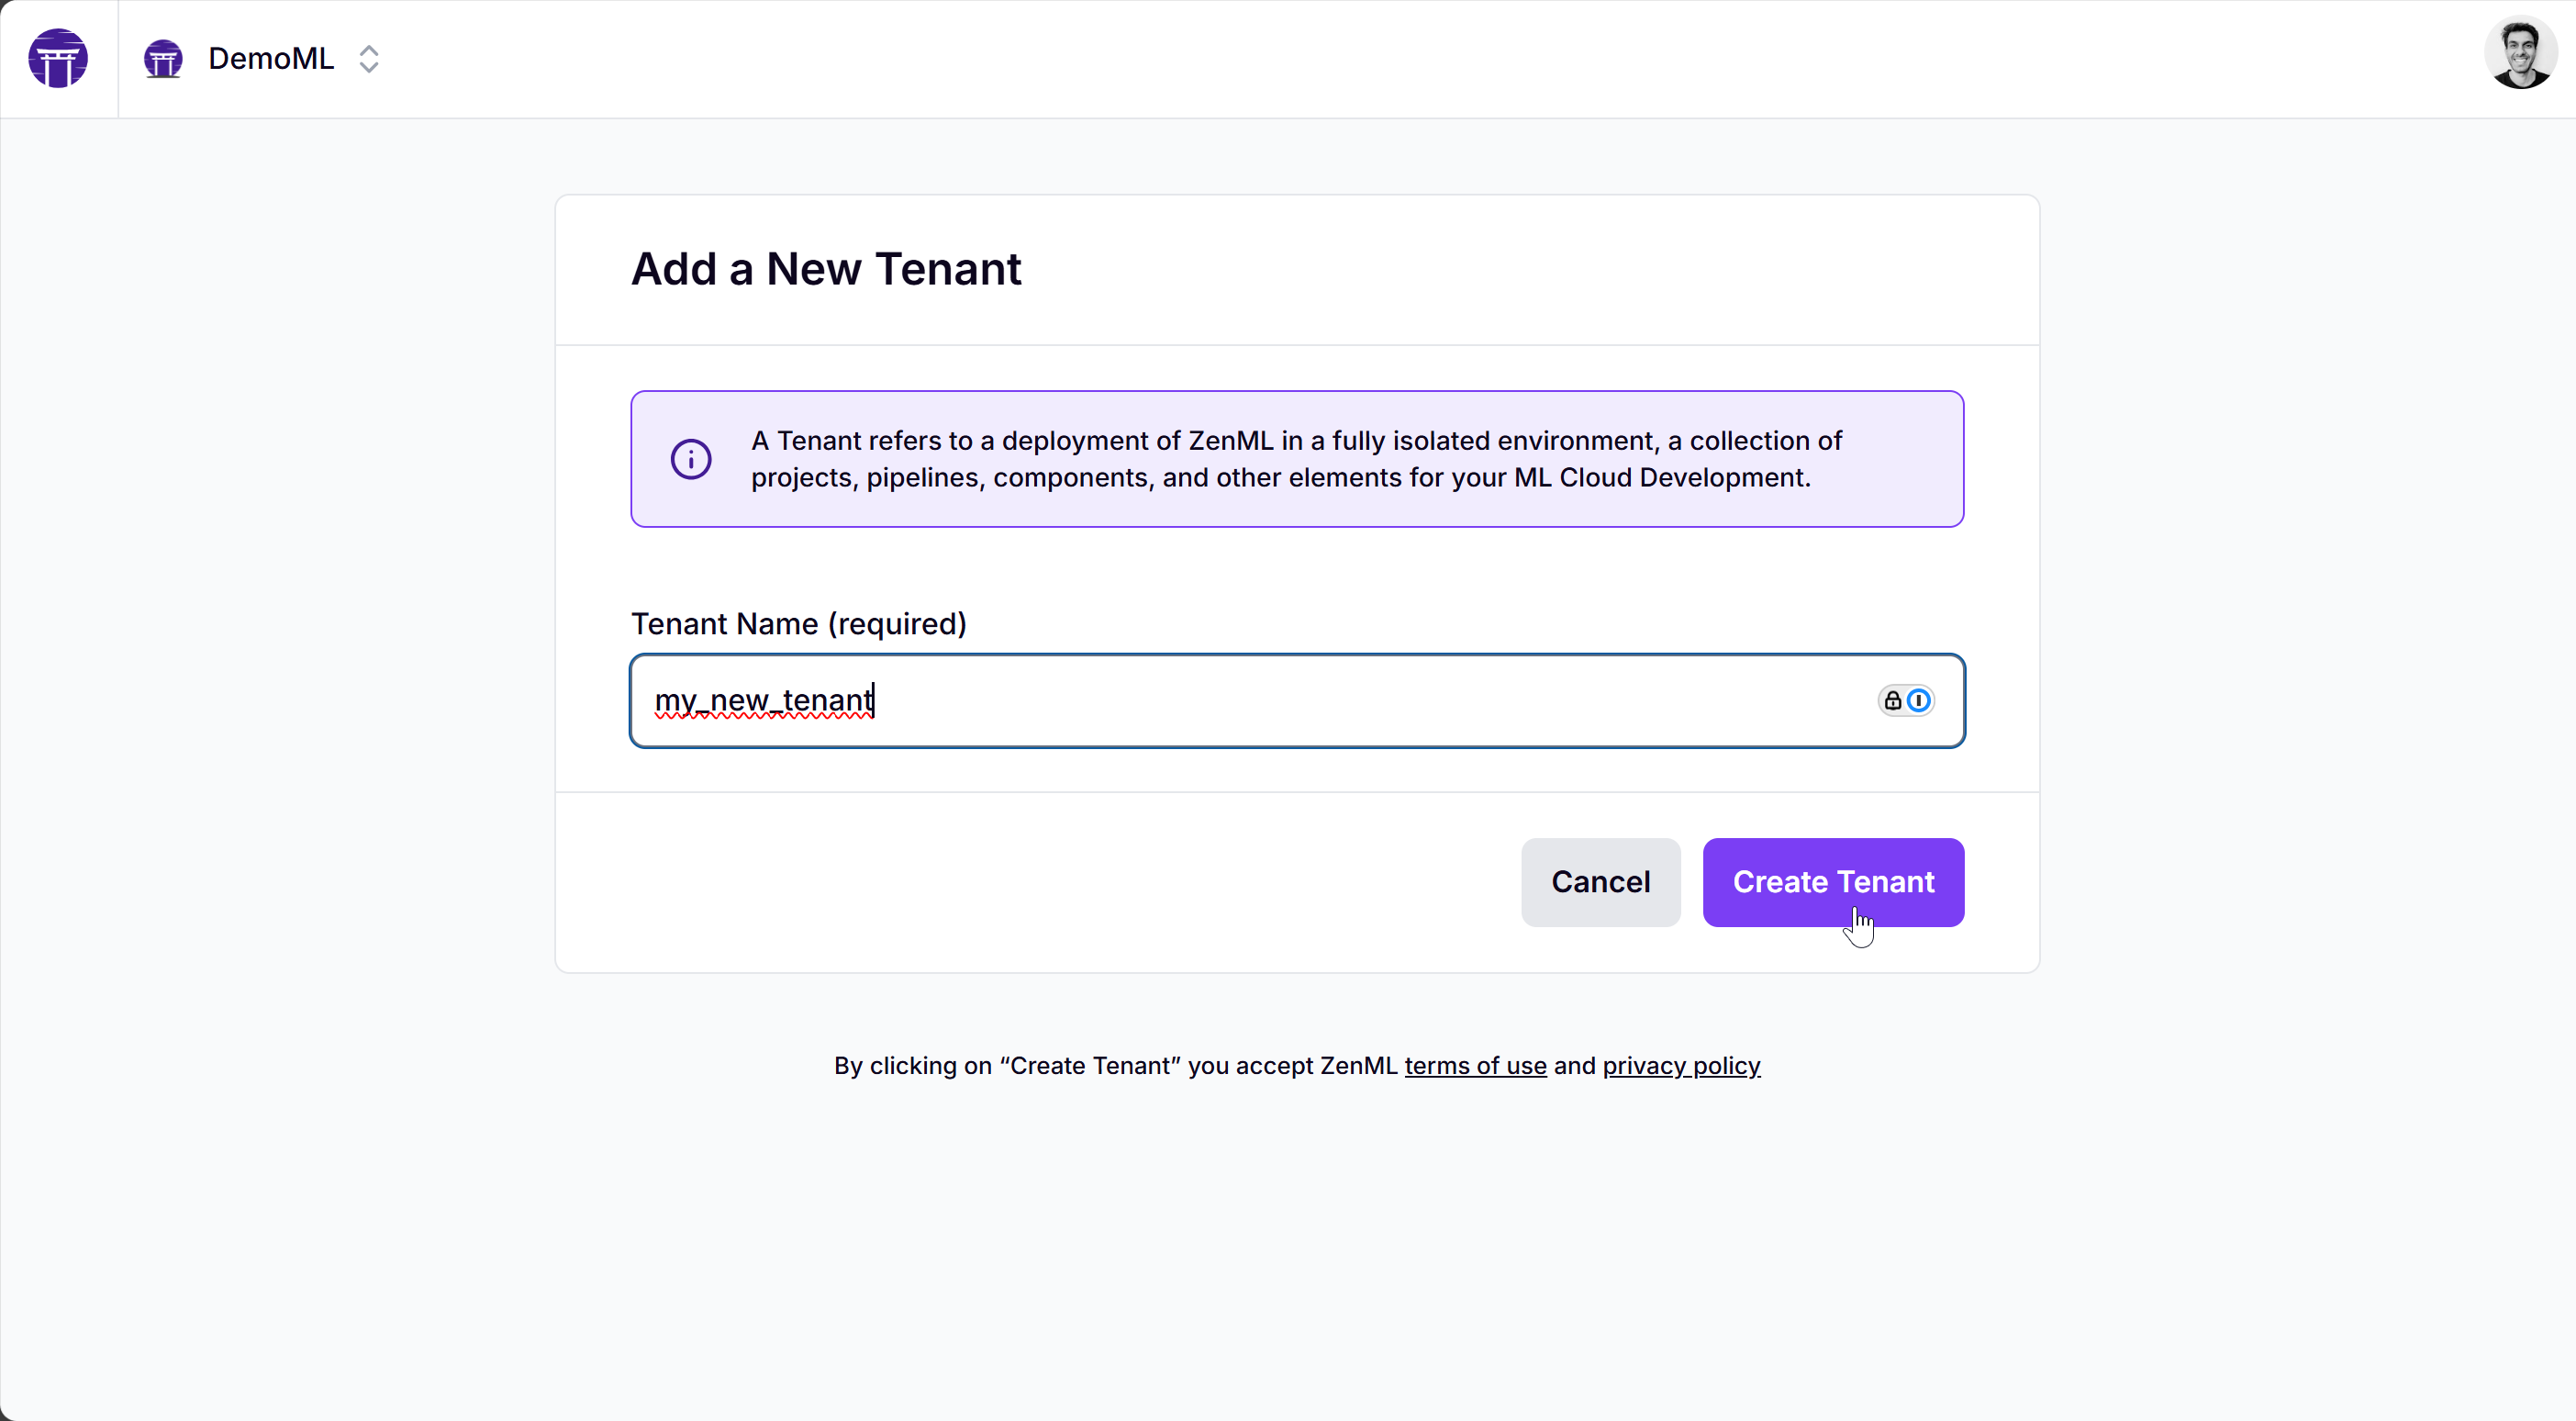 DemoML
Add a New Tenant
A Tenant refers to a deployment of ZenML in a fully isolated environment, a collection of
projects, pipelines, components, and other elements for your ML Cloud Development.
Tenant Name (required)
my_new_tenant
Cancel
Create Tenant
By clicking on “Create Tenant” you accept ZenML terms of use and privacy policy